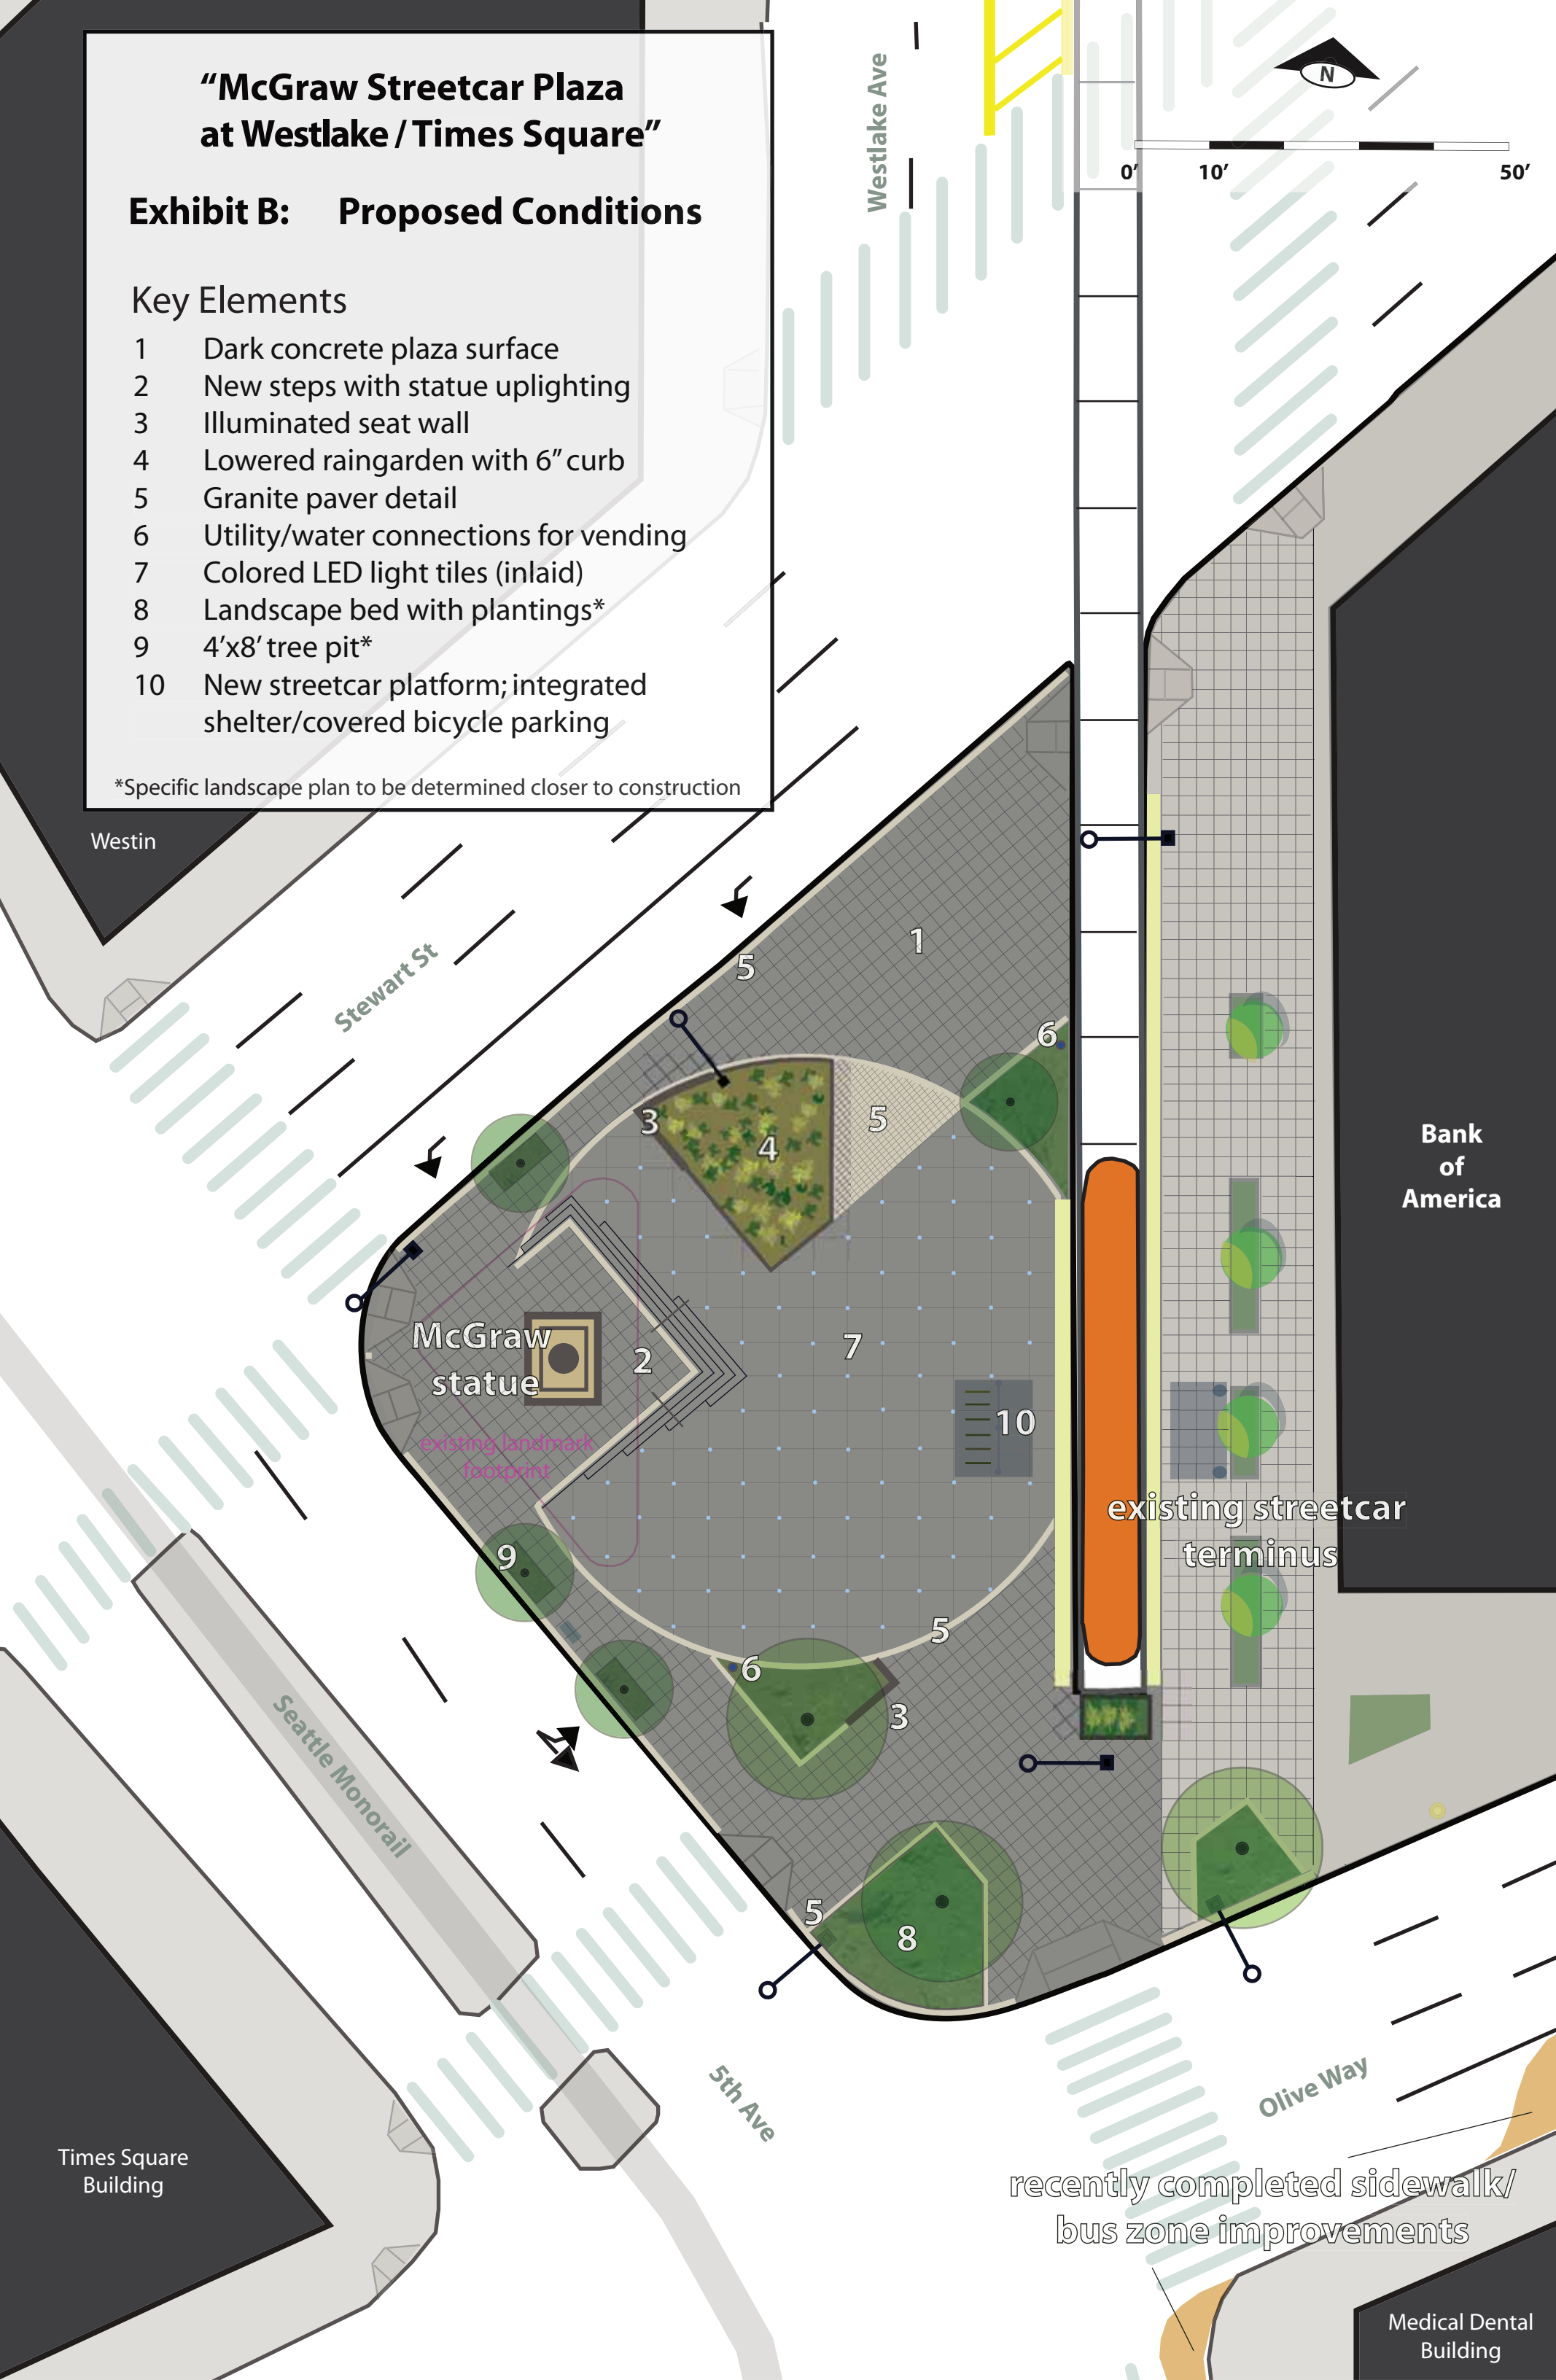 “McGraw Streetcar Plaza
at Westlake / Times Square”
Exhibit B: Proposed Conditions
Key Elements
1 Dark concrete plaza surface
2 New steps with statue uplighting
3 Illuminated seat wall
4 Lowered raingarden with 6” curb
5 Granite paver detail
6 Utility/water connections for vending
7 Colored LED light tiles (inlaid)
8 Landscape bed with plantings*
9 4’x8’ tree pit*
10 New streetcar platform; integrated
shelter/covered bicycle parking
*Specific landscape plan to be determined closer to construction
Westlake Ave
N
0’ 10’ 50’
Westin
Stewart St
1
5
6
3
4
5
Bank
of
America
McGraw
statue
2
7
10
existing landmark
footprint
existing streetcar
terminus
9
5
6
3
Seattle Monorail
5
8
5th Ave
Olive Way
Times Square
Building
recently completed sidewalk/
bus zone improvements
Medical Dental
Building